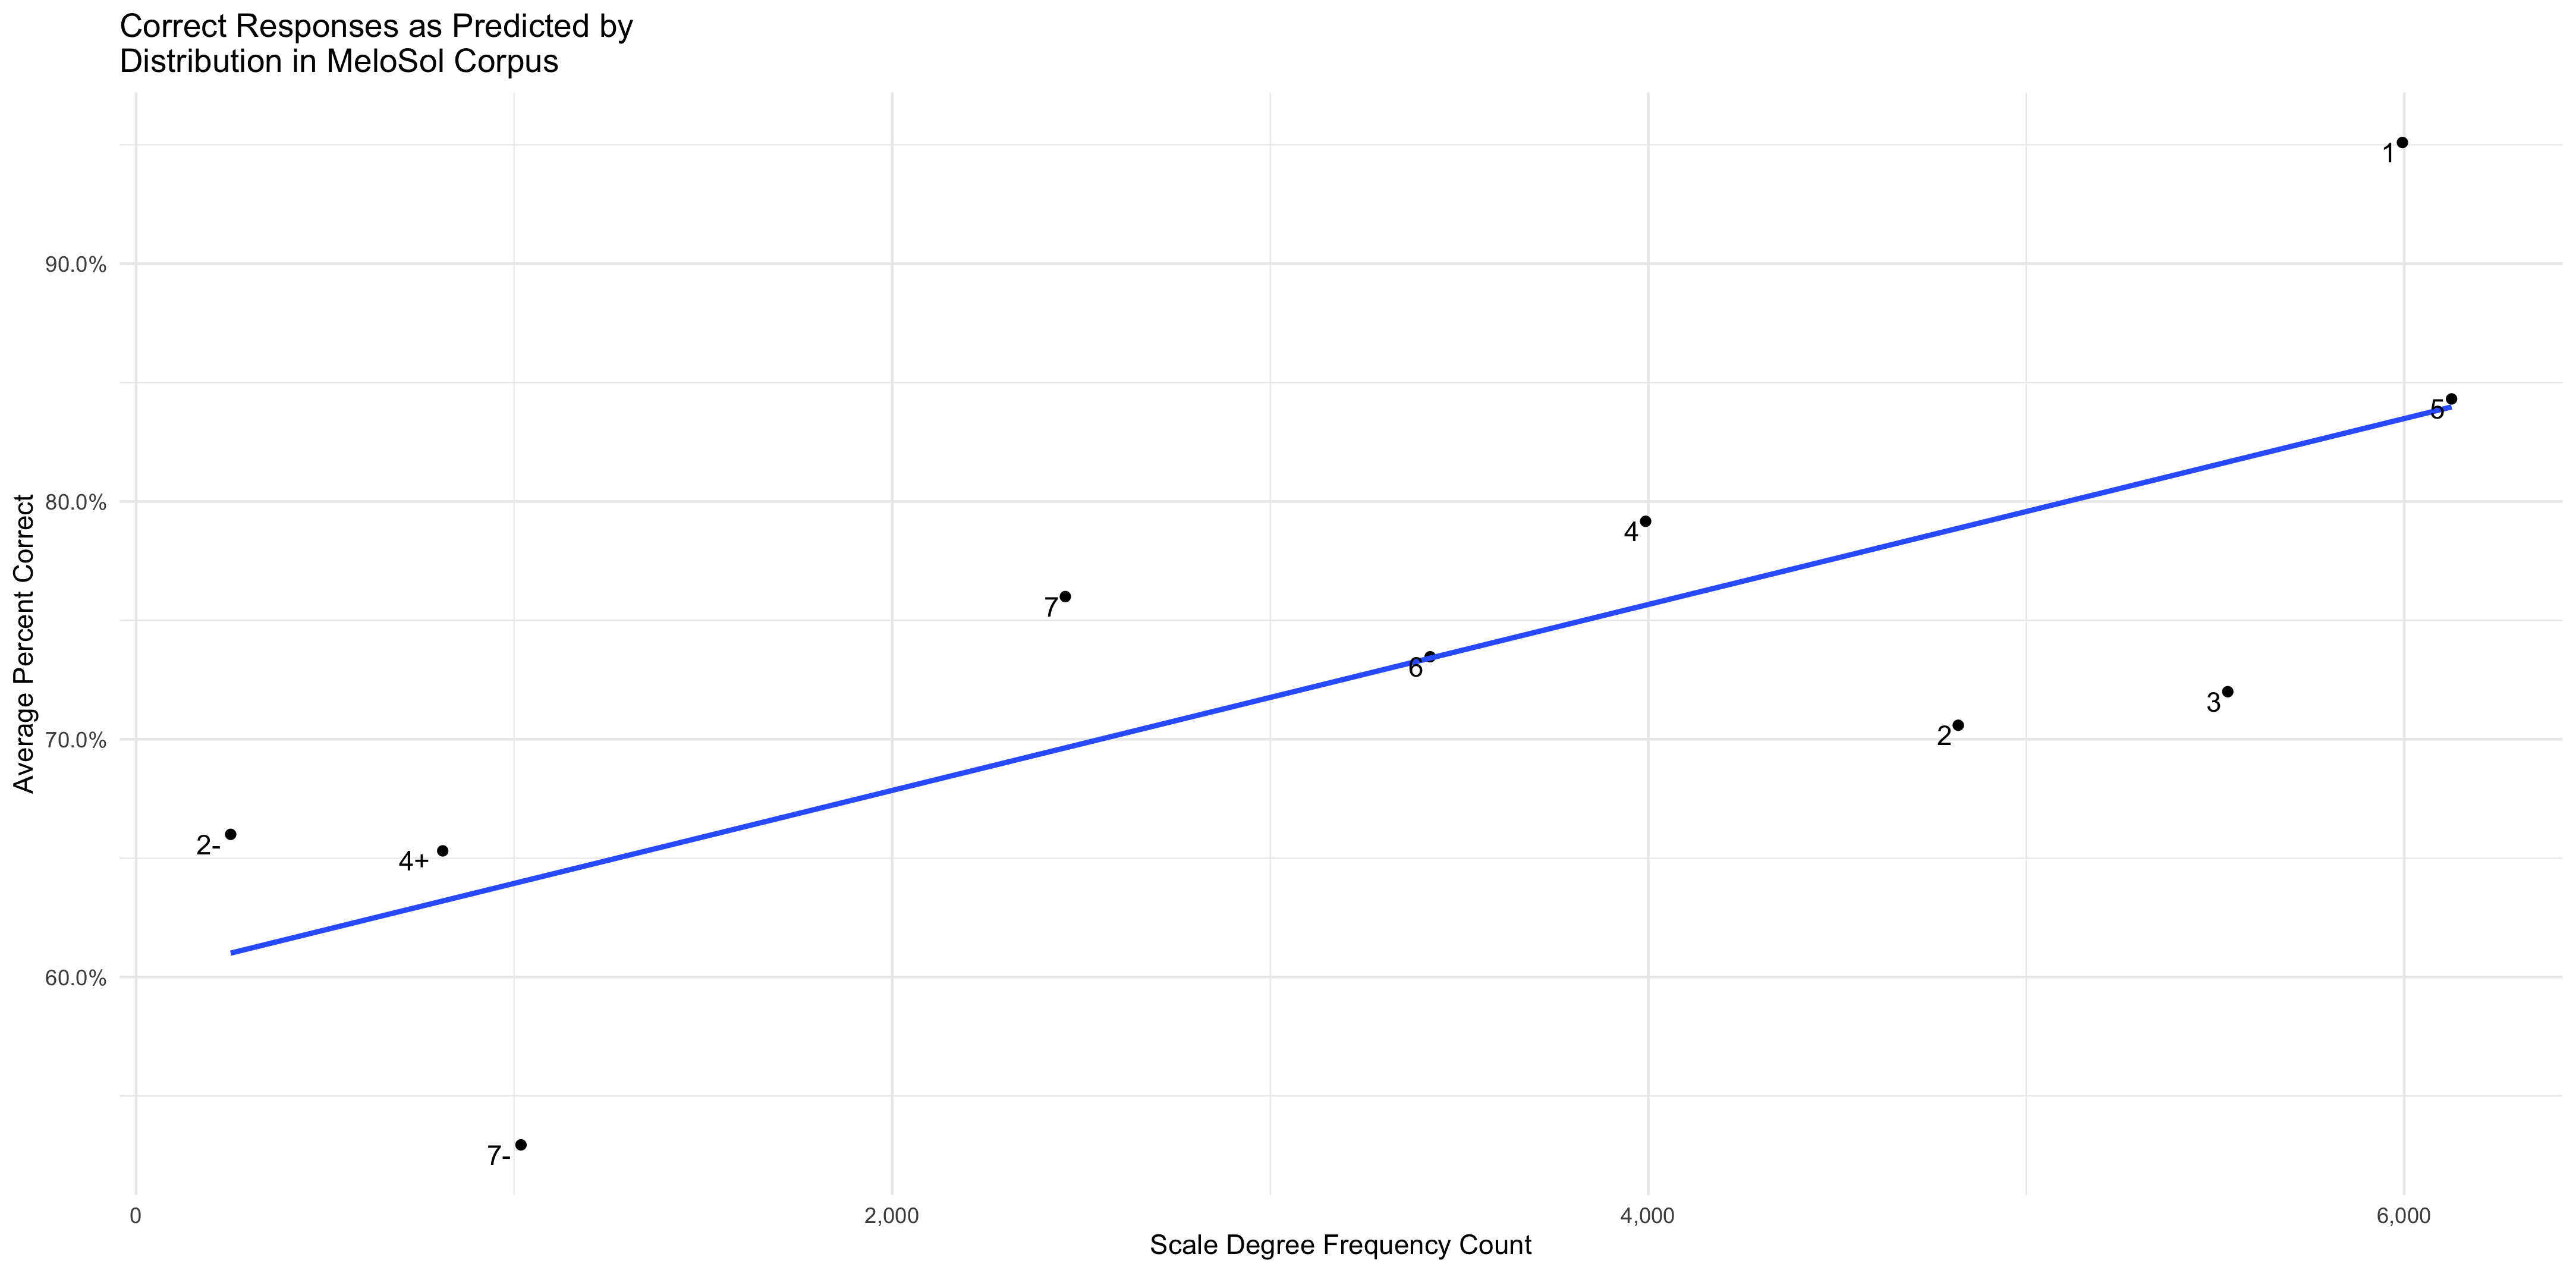 Correct Responses as Predicted by
Distribution in MeloSol Corpus
Average Percent Correct
90.0%
80.0%
70.0%
60.0%
1
5
4
7
6
3
2
2-
4+
7-
0 2,000 4,000 6,000
Scale Degree Frequency Count